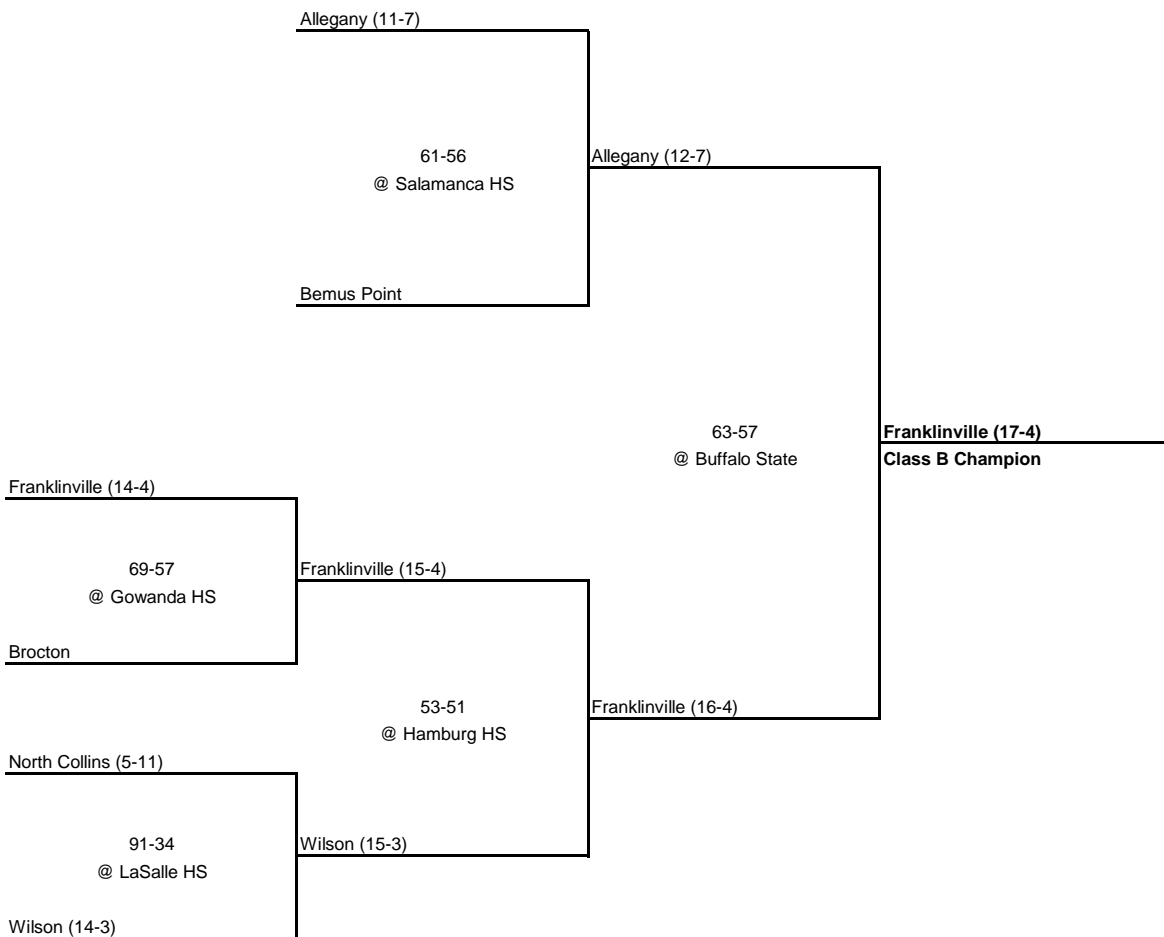 Allegany (11-7)
61-56
@ Salamanca HS
Allegany (12-7)
Bemus Point
63-57
@ Buffalo State
Franklinville (17-4)
Class B Champion
Franklinville (14-4)
69-57
@ Gowanda HS
Franklinville (15-4)
Brocton
53-51
@ Hamburg HS
Franklinville (16-4)
North Collins (5-11)
91-34
@ LaSalle HS
Wilson (15-3)
Wilson (14-3)